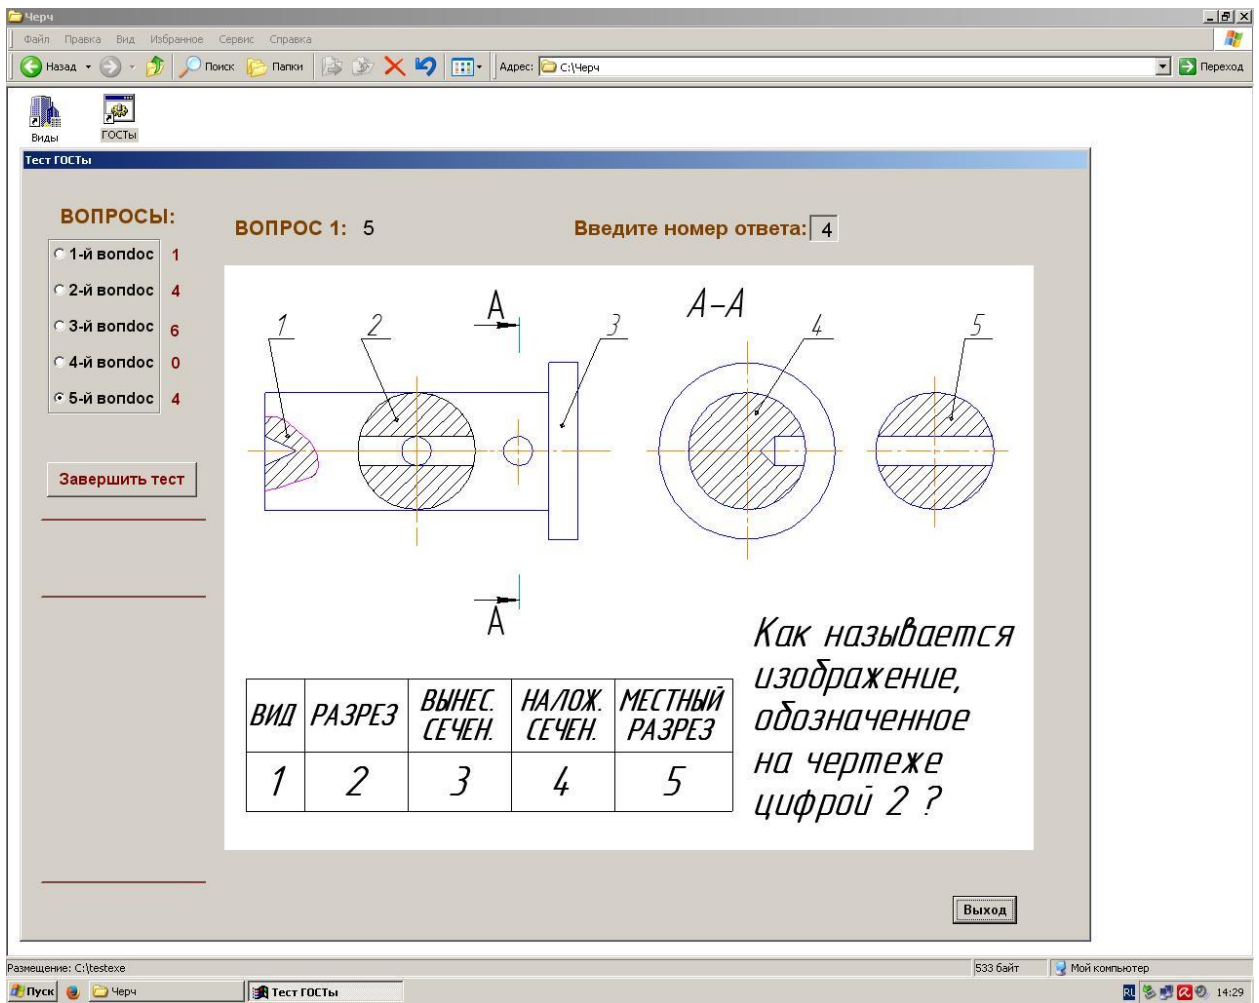 Черч
Файл Правка Вид Избранное Сервис Справка
Назад Поиск Папки Адрес: C:\Черч Переход
Виды ГОСТы
Тест ГОСТы
ВОПРОСЫ:
ВОПРОС 1: 5 Введите номер ответа: 4
1-й вопdос 1
2-й вопdос 4
3-й вопdос 6
4-й вопdос 0
5-й вопdос 4
Завершить тест
А А-А
1 2 3 4 5
А
Как называется
изображение,
обозначенное
на чертеже
цифрой 2 ?
ВИД РАЗРЕЗ ВЫНЕС. СЕЧЕН. НАЛОЖ. СЕЧЕН. МЕСТНЫЙ РАЗРЕЗ
1 2 3 4 5
Выход
Размещение: C:\testexe 533 байт Мой компьютер
Пуск Черч Тест ГОСТы RL 14:29